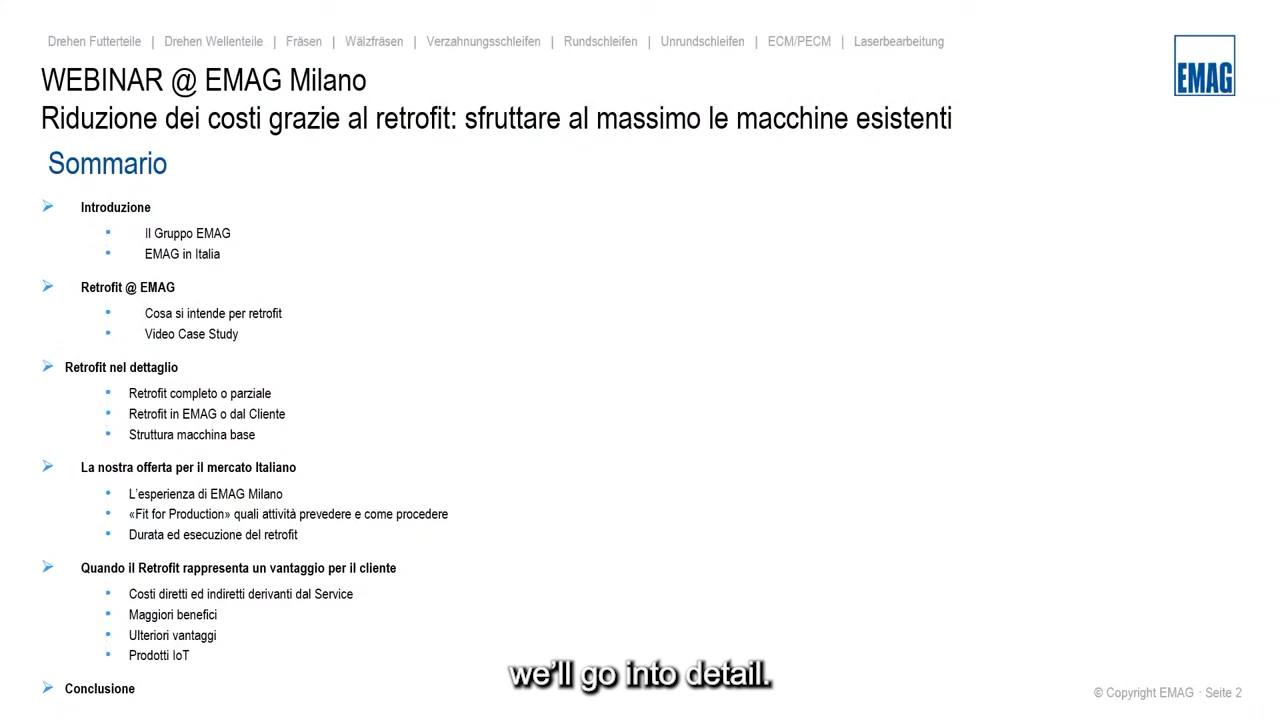 Drehen Futterteile | Drehen Wellenteile | Fräsen | Wälzfräsen | Verzahnungsschleifen | Rundschleifen | Unrundschleifen | ECM/PECM | Laserbearbeitung
EMAG
WEBINAR @ EMAG Milano
Riduzione dei costi grazie al retrofit: sfruttare al massimo le macchine esistenti
Sommario
Introduzione
Il Gruppo EMAG
EMAG in Italia
Retrofit @ EMAG
Cosa si intende per retrofit
Video Case Study
Retrofit nel dettaglio
Retrofit completo o parziale
Retrofit in EMAG o dal Cliente
Struttura macchina base
La nostra offerta per il mercato Italiano
L'esperienza di EMAG Milano
«Fit for Production» quali attività prevedere e come procedere
Durata ed esecuzione del retrofit
Quando il Retrofit rappresenta un vantaggio per il cliente
Costi diretti ed indiretti derivanti dal Service
Maggiori benefici
Ulteriori vantaggi
Prodotti IoT
Conclusione
we'll go into detail.
© Copyright EMAG · Seite 2